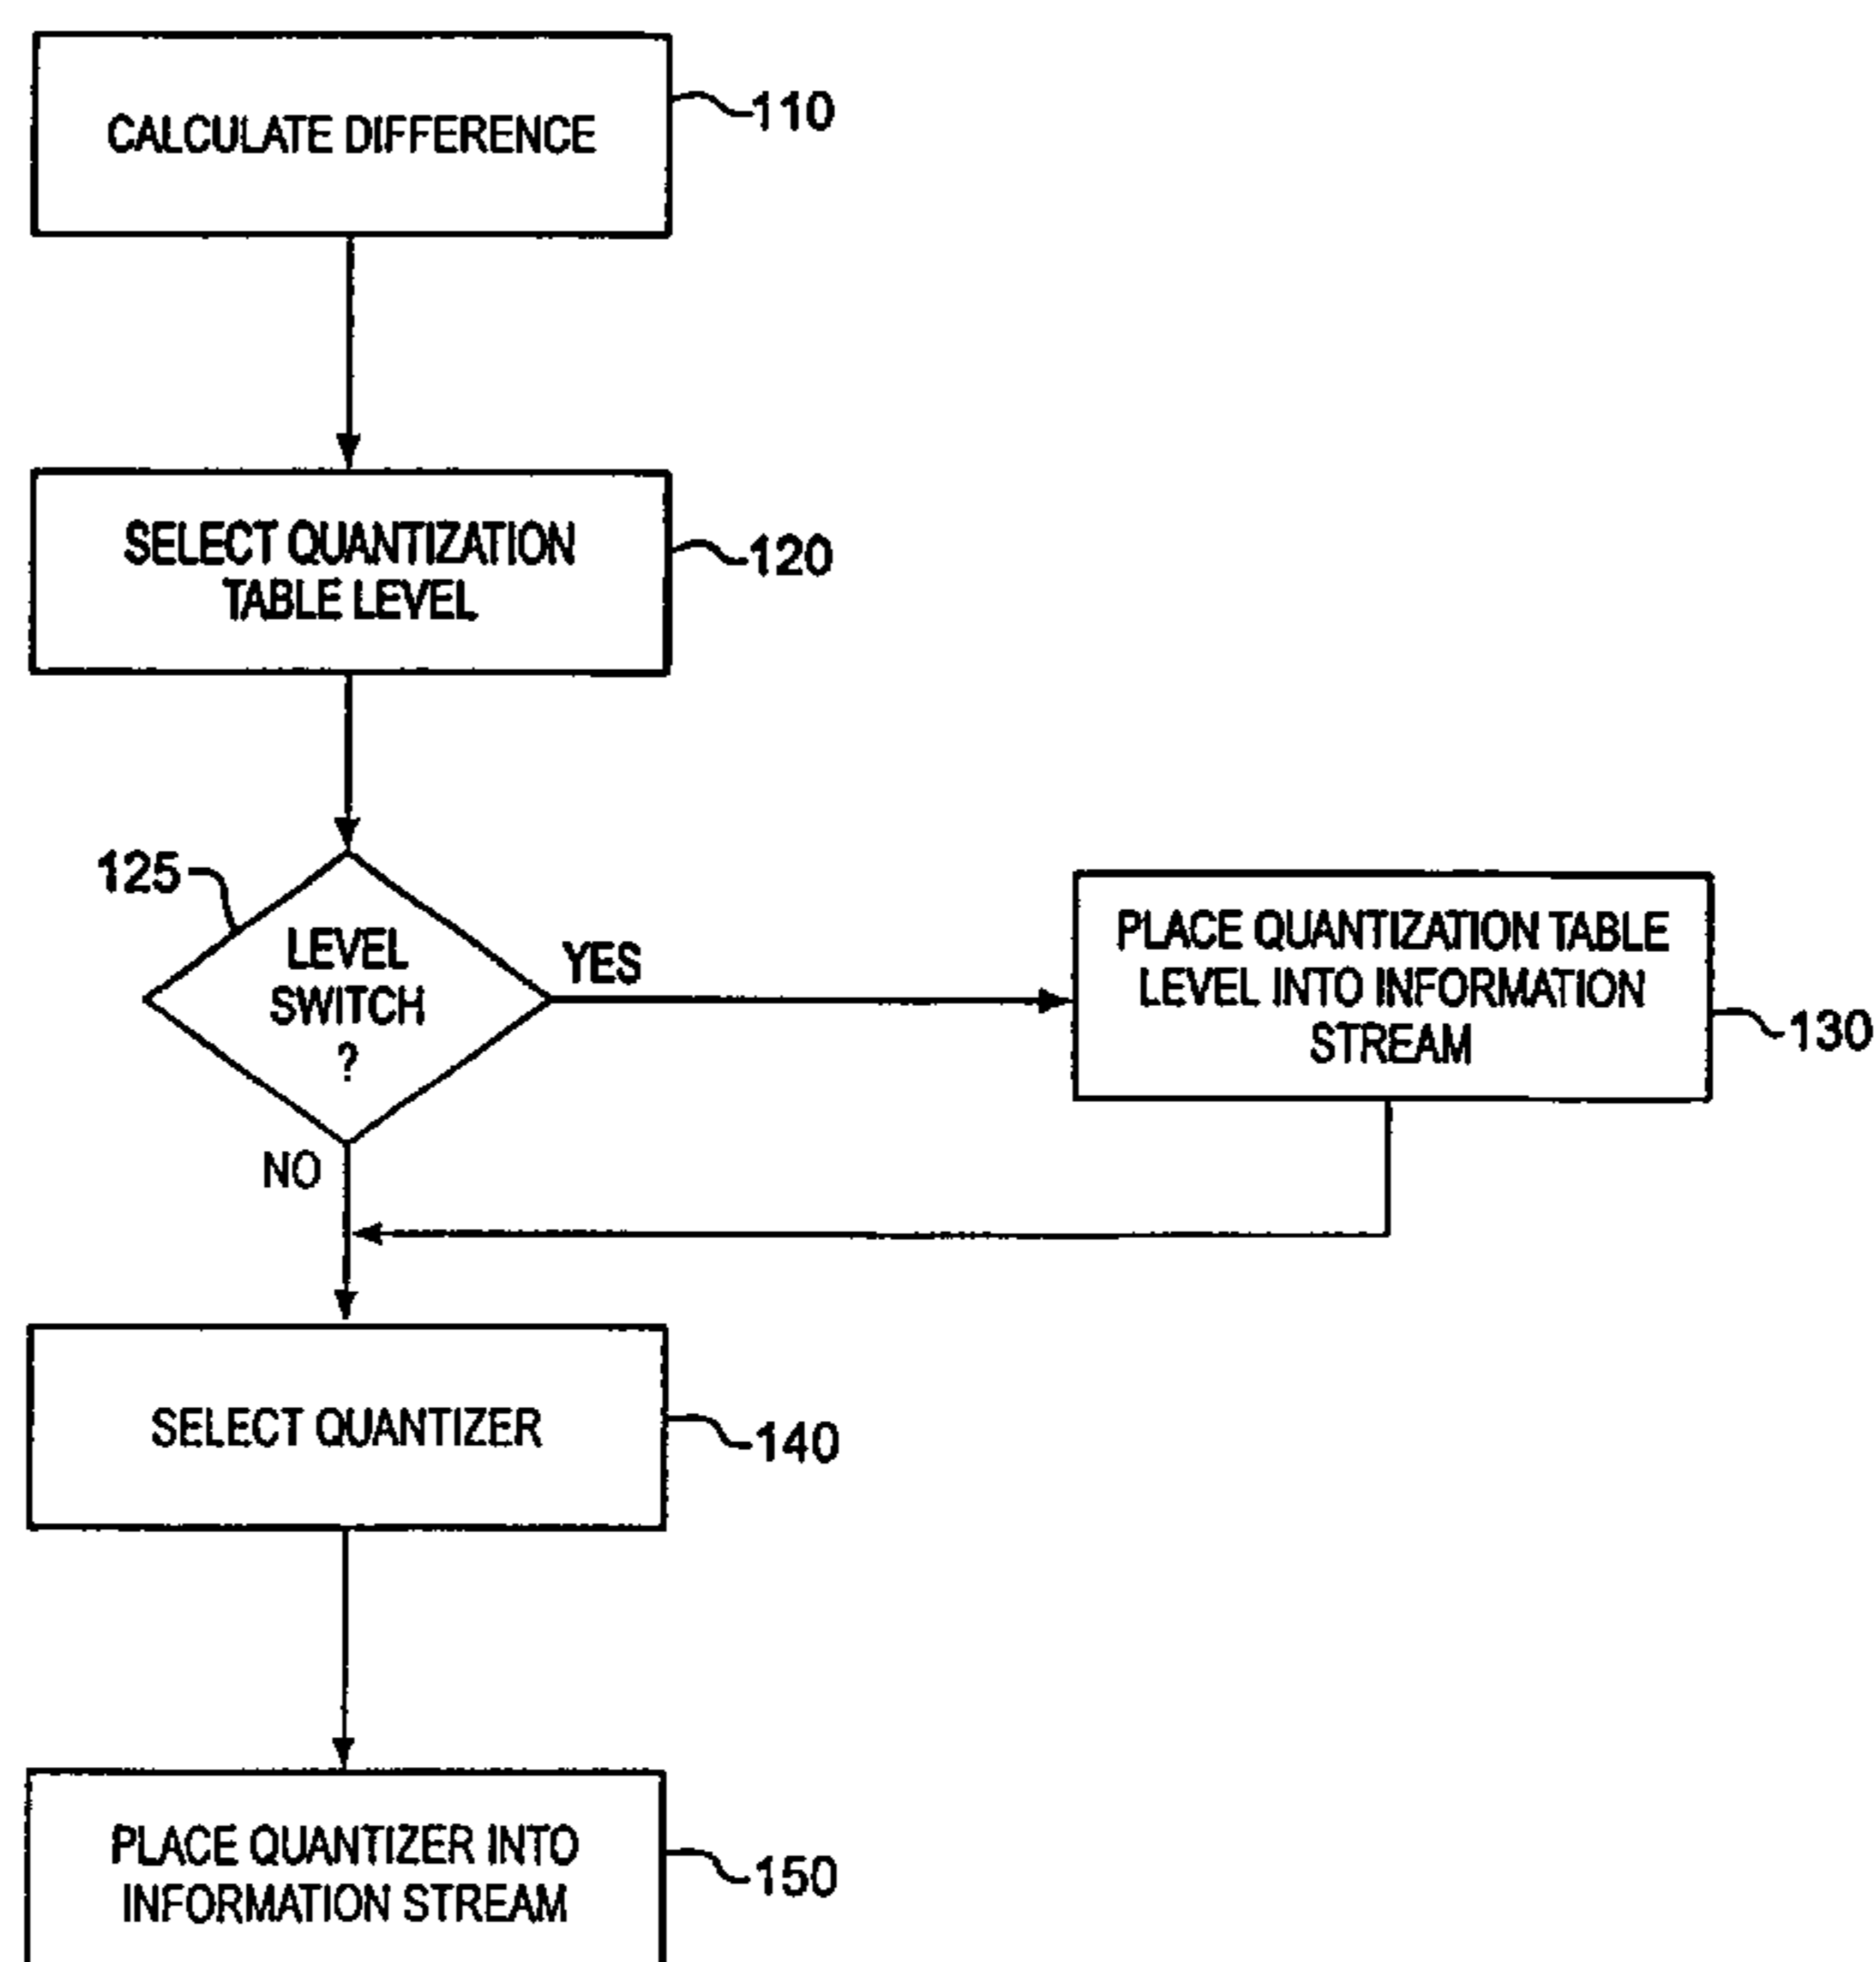 CALCULATE DIFFERENCE
110
SELECT QUANTIZATION
TABLE LEVEL
120
125
LEVEL
SWITCH
?
YES
PLACE QUANTIZATION TABLE
LEVEL INTO INFORMATION
STREAM
130
NO
SELECT QUANTIZER
140
PLACE QUANTIZER INTO
INFORMATION STREAM
150